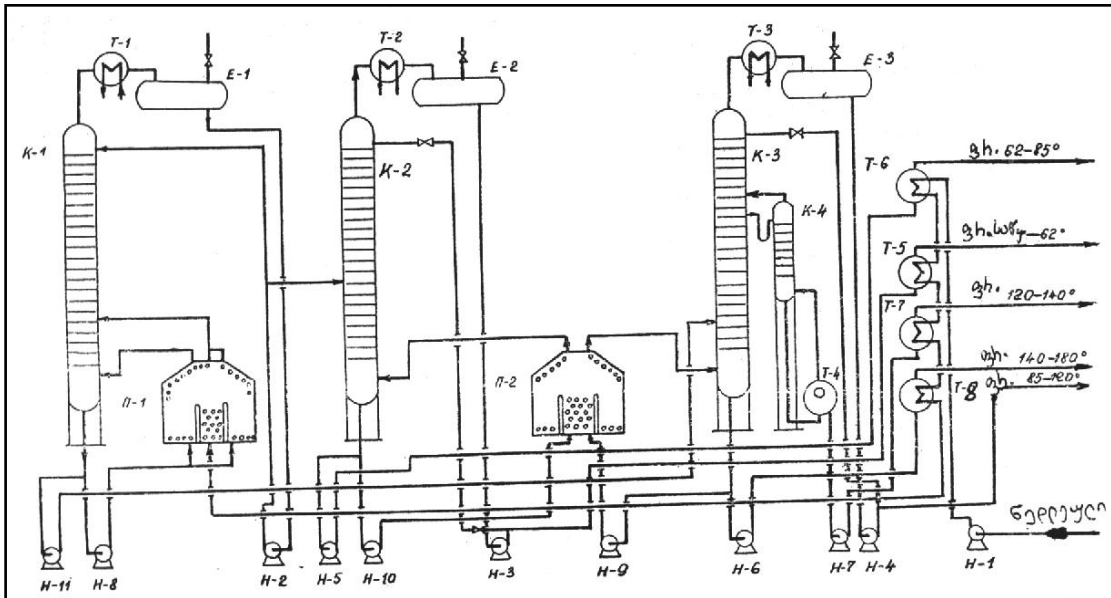 Т-1
Е-1
Т-2
Е-2
Т-3
Е-3
К-1
К-2
К-3
Т-6
ფრ. 62-85°
К-4
Т-5
ფრ. –62°
Т-7
ფრ. 120-140°
П-1
П-2
Т-4
ფრ. 140-180°
Т-8
ფრ. 85-120°
ნედლეული
Н-11
Н-8
Н-2
Н-5
Н-10
Н-3
Н-9
Н-6
Н-7
Н-4
Н-1